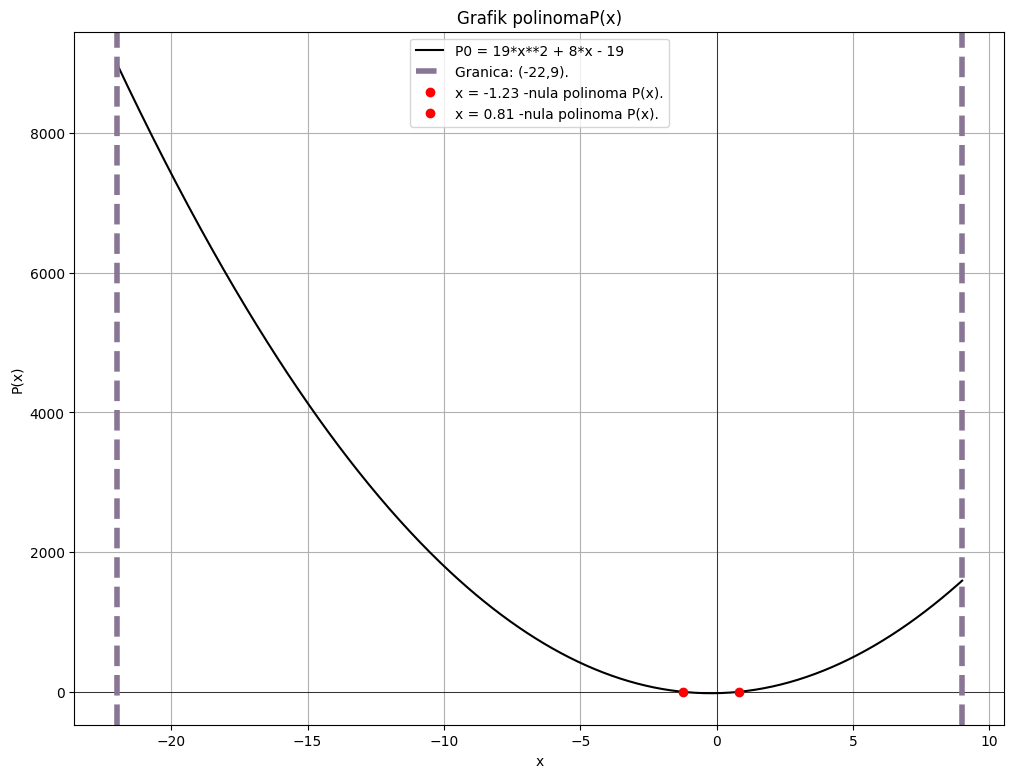 Grafik polinomaP(x)
P0 = 19*x**2 + 8*x - 19
Granica: (-22,9).
x = -1.23 -nula polinoma P(x).
x = 0.81 -nula polinoma P(x).
P(x)
8000
6000
4000
2000
0
−20
−15
−10
−5
0
5
10
x